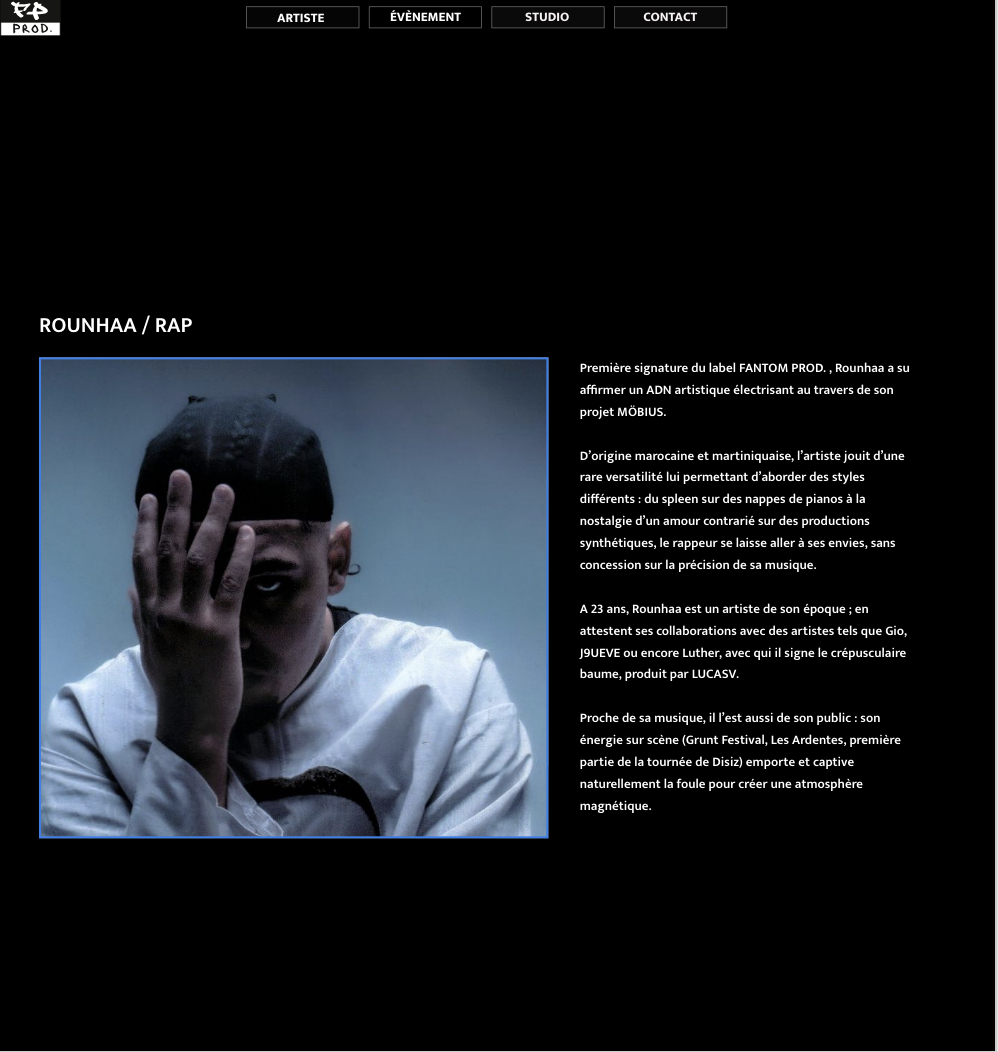 FP
PROD.
ARTISTE
ÉVÈNEMENT
STUDIO
CONTACT
ROUNHAA / RAP
Première signature du label FANTOM PROD. , Rounhaa a su
affirmer un ADN artistique électrisant au travers de son
projet MÖBIUS.
D’origine marocaine et martiniquaise, l’artiste jouit d’une
rare versatilité lui permettant d’aborder des styles
différents : du spleen sur des nappes de pianos à la
nostalgie d’un amour contrarié sur des productions
synthétiques, le rappeur se laisse aller à ses envies, sans
concession sur la précision de sa musique.
A 23 ans, Rounhaa est un artiste de son époque ; en
attestent ses collaborations avec des artistes tels que Gio,
J9UEVE ou encore Luther, avec qui il signe le crépusculaire
baume, produit par LUCASV.
Proche de sa musique, il l’est aussi de son public : son
énergie sur scène (Grunt Festival, Les Ardentes, première
partie de la tournée de Disiz) emporte et captive
naturellement la foule pour créer une atmosphère
magnétique.